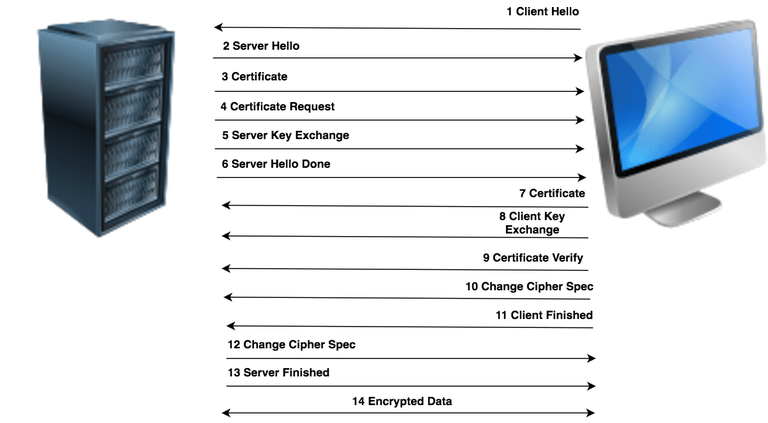 1 Client Hello
2 Server Hello
3 Certificate
4 Certificate Request
5 Server Key Exchange
6 Server Hello Done
7 Certificate
8 Client Key
Exchange
9 Certificate Verify
10 Change Cipher Spec
11 Client Finished
12 Change Cipher Spec
13 Server Finished
14 Encrypted Data